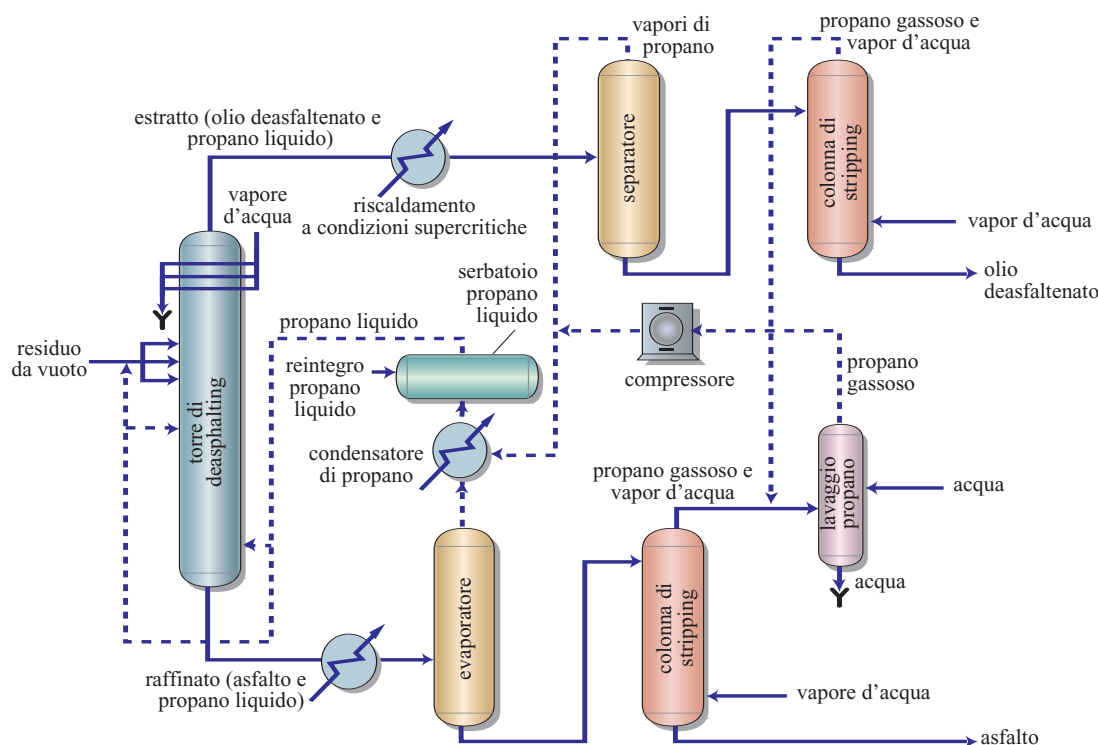 vapori di
propano
propano gassoso e
vapor d'acqua
estratto (olio deasfaltenato e
propano liquido)
separatore
colonna di
stripping
vapore
d'acqua
riscaldamento
a condizioni supercritiche
vapor d'acqua
olio
deasfaltenato
serbatoio
propano
liquido
propano liquido
residuo
da vuoto
reintegro
propano
liquido
compressore
propano
gassoso
torre di
deasphalting
condensatore
di propano
propano gassoso e
vapor d'acqua
lavaggio
propano
acqua
acqua
evaporatore
colonna di
stripping
raffinato (asfalto e
propano liquido)
vapore d'acqua
asfalto